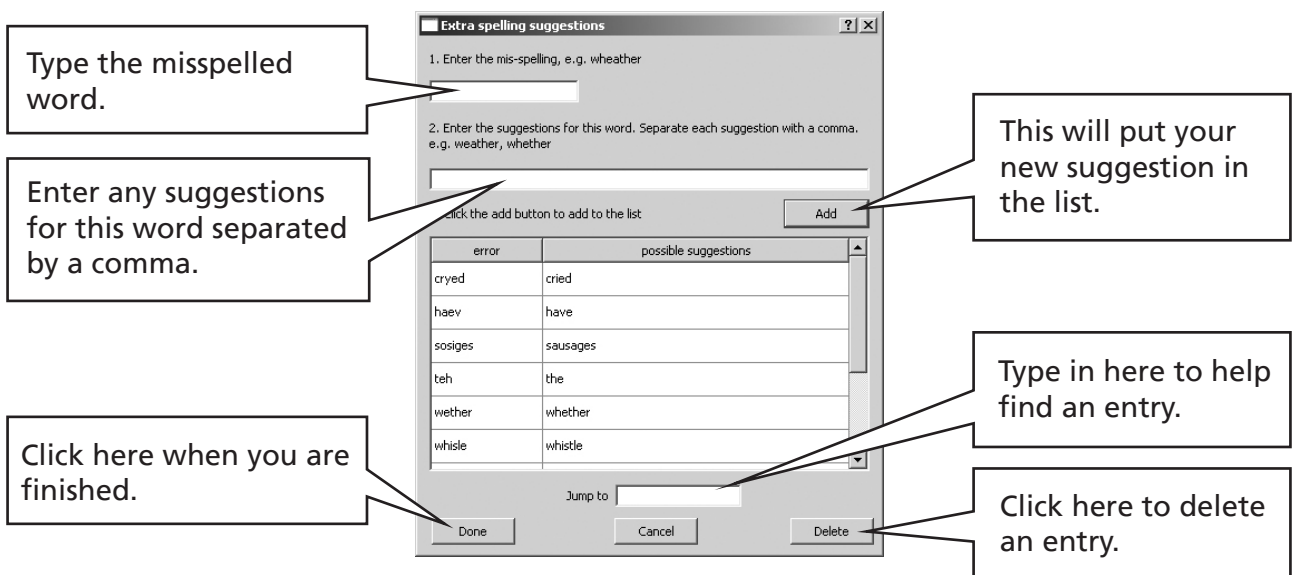 Extra spelling suggestions
Type the misspelled
word.
1. Enter the mis-spelling, e.g. wheather
2. Enter the suggestions for this word. Separate each suggestion with a comma.
e.g. weather, whether
This will put your
new suggestion in
the list.
Enter any suggestions
for this word separated
by a comma.
Click the add button to add to the list
Add
error possible suggestions
cryed cried
haev have
sosiges sausages
teh the
wether whether
whisle whistle
Type in here to help
find an entry.
Click here when you are
finished.
Jump to
Click here to delete
an entry.
Done Cancel Delete